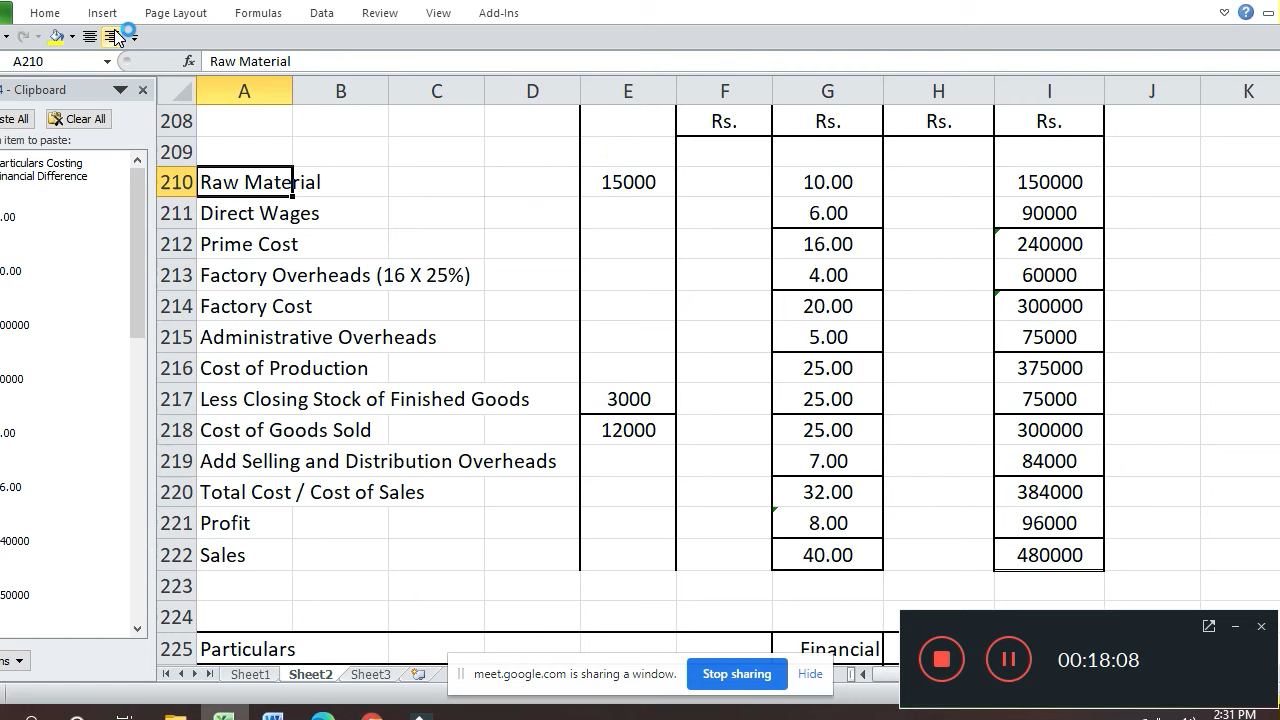 Home Insert Page Layout Formulas Data Review View Add-Ins
A210 fx Raw Material
4 - Clipboard
ste All Clear All
n item to paste:
articulars Costing
inancial Difference
.00
0.00
00000
0000
.00
6.00
40000
50000
ns
A B C D E F G H I J K
208 Rs. Rs. Rs. Rs.
209
210 Raw Material 15000 10.00 150000
211 Direct Wages 6.00 90000
212 Prime Cost 16.00 240000
213 Factory Overheads (16 X 25%) 4.00 60000
214 Factory Cost 20.00 300000
215 Administrative Overheads 5.00 75000
216 Cost of Production 25.00 375000
217 Less Closing Stock of Finished Goods 3000 25.00 75000
218 Cost of Goods Sold 12000 25.00 300000
219 Add Selling and Distribution Overheads 7.00 84000
220 Total Cost / Cost of Sales 32.00 384000
221 Profit 8.00 96000
222 Sales 40.00 480000
223
224
225 Particulars Financial
Sheet1 Sheet2 Sheet3
meet.google.com is sharing a window. Stop sharing Hide
00:18:08
2:31 PM